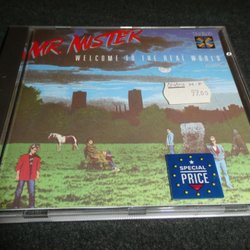 MR. MISTER
WELCOME TO THE REAL WORLD
SPECIAL
PRICE